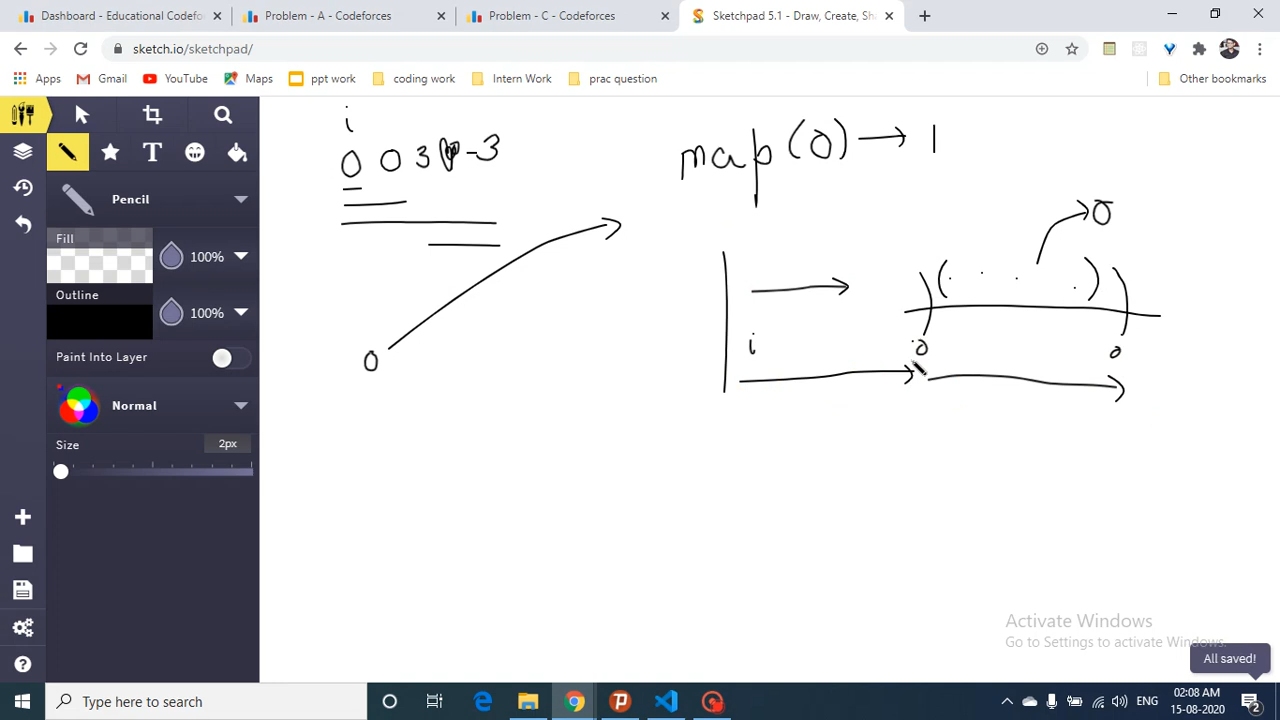 Dashboard - Educational Codefor
Problem - A - Codeforces
Problem - C - Codeforces
Sketchpad 5.1 - Draw, Create, Sha
sketch.io/sketchpad/
Apps
Gmail
YouTube
Maps
ppt work
coding work
Intern Work
prac question
Other bookmarks
Pencil
Fill
100%
Outline
100%
Paint Into Layer
Normal
Size
2px
i
0 0 3 -3
map(0) → 1
0
i
0
0
0
Activate Windows
Go to Settings to activate Windows.
All saved!
Type here to search
ENG
02:08 AM
15-08-2020
2